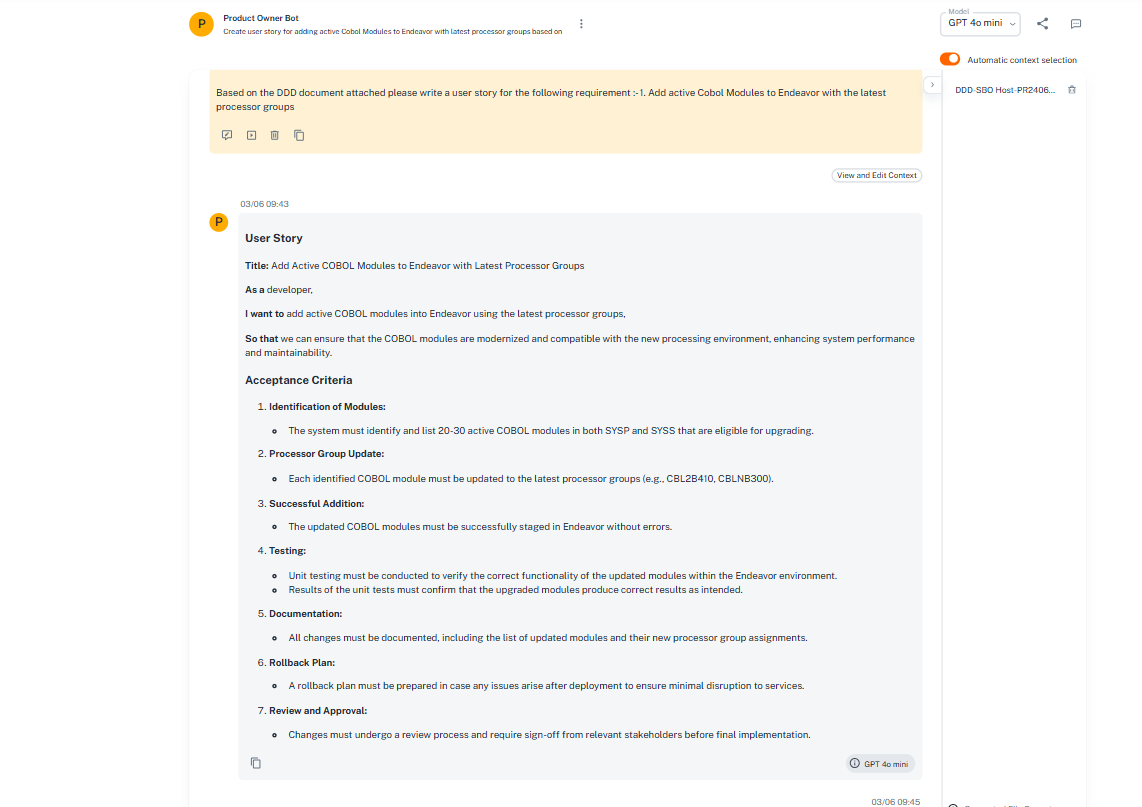 P
Product Owner Bot
Create user story for adding active Cobol Modules to Endeavor with latest processor groups based on
Model
GPT 4o mini
Automatic context selection
DDD-SBO Host-PR2406...
Based on the DDD document attached please write a user story for the following requirement :-1. Add active Cobol Modules to Endeavor with the latest
processor groups
View and Edit Context
03/06 09:43
P
User Story
Title: Add Active COBOL Modules to Endeavor with Latest Processor Groups
As a developer,
I want to add active COBOL modules into Endeavor using the latest processor groups,
So that we can ensure that the COBOL modules are modernized and compatible with the new processing environment, enhancing system performance
and maintainability.
Acceptance Criteria
1. Identification of Modules:
The system must identify and list 20-30 active COBOL modules in both SYSP and SYSS that are eligible for upgrading.
2. Processor Group Update:
Each identified COBOL module must be updated to the latest processor groups (e.g., CBL2B410, CBLNB300).
3. Successful Addition:
The updated COBOL modules must be successfully staged in Endeavor without errors.
4. Testing:
Unit testing must be conducted to verify the correct functionality of the updated modules within the Endeavor environment.
Results of the unit tests must confirm that the upgraded modules produce correct results as intended.
5. Documentation:
All changes must be documented, including the list of updated modules and their new processor group assignments.
6. Rollback Plan:
A rollback plan must be prepared in case any issues arise after deployment to ensure minimal disruption to services.
7. Review and Approval:
Changes must undergo a review process and require sign-off from relevant stakeholders before final implementation.
GPT 4o mini
03/06 09:45